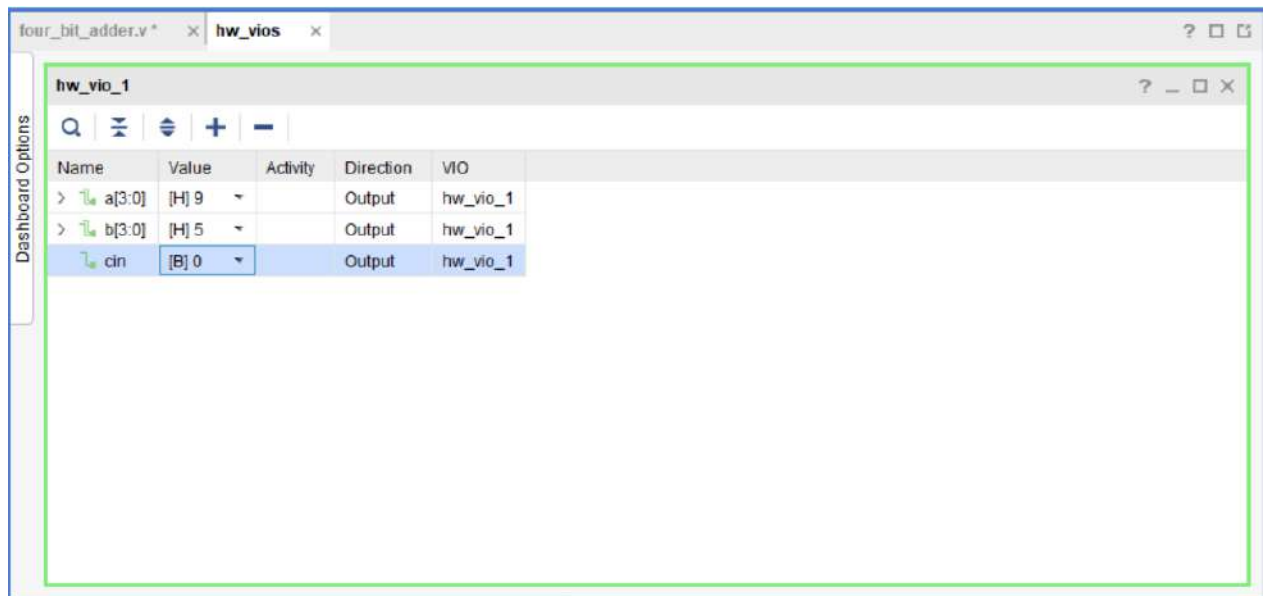 four_bit_adder.v * × hw_vios ×
?
Dashboard Options
hw_vio_1
?
Name Value Activity Direction VIO
> a[3:0] [H] 9 Output hw_vio_1
> b[3:0] [H] 5 Output hw_vio_1
cin [B] 0 Output hw_vio_1